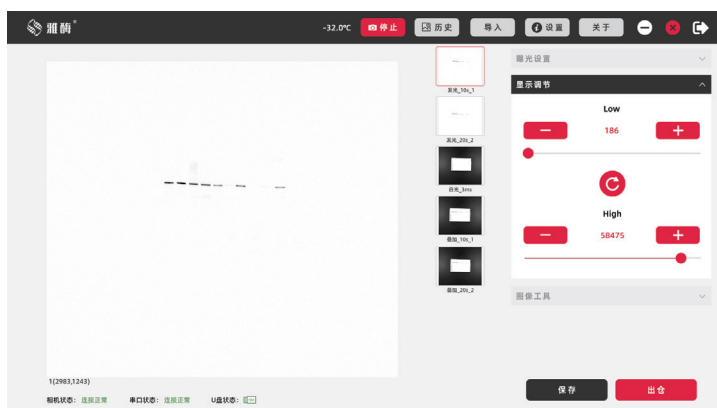 雅酶®
-32.0℃
停止
历史
导入
设置
关于
曝光设置
显示调节
Low
186
High
58475
图像工具
发光_10s_1
发光_20s_2
白光_3ms
叠加_10s_1
叠加_20s_2
1(2983,1243)
相机状态: 连接正常 串口状态: 连接正常 U盘状态:
保存
出仓